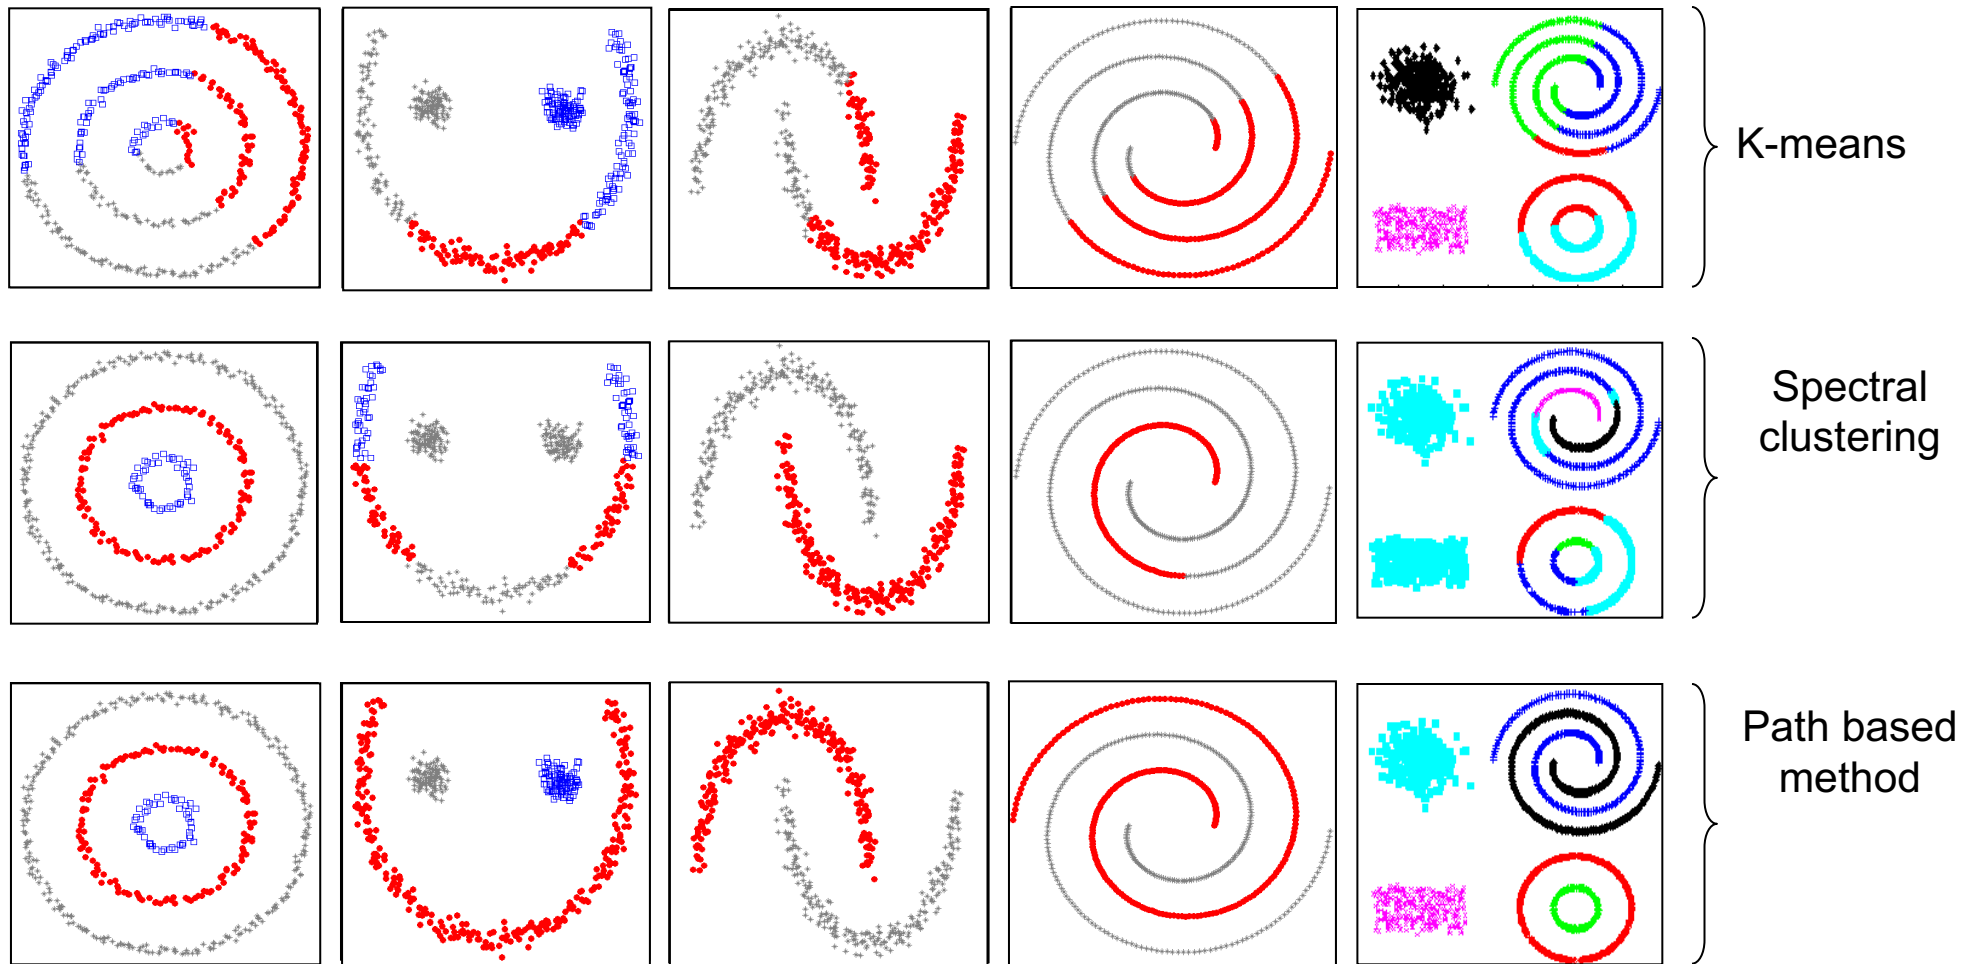 K-means
Spectral
clustering
Path based
method